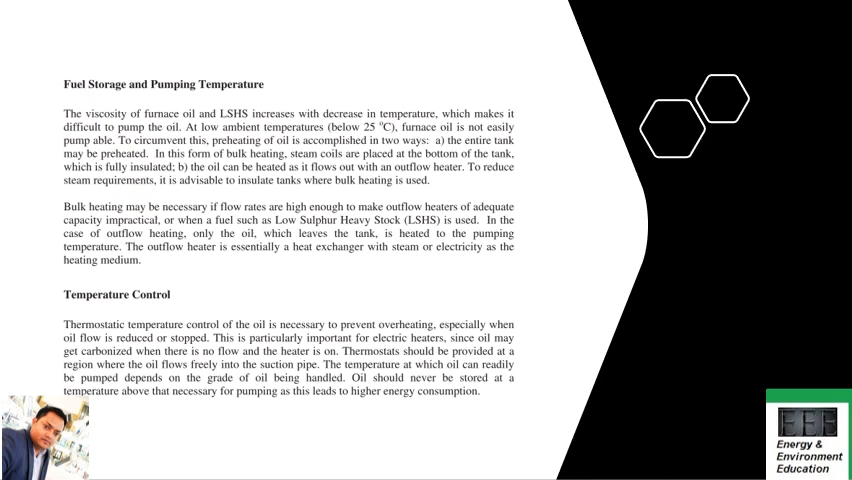 Fuel Storage and Pumping Temperature
The viscosity of furnace oil and LSHS increases with decrease in temperature, which makes it
difficult to pump the oil. At low ambient temperatures (below 25 °C), furnace oil is not easily
pump able. To circumvent this, preheating of oil is accomplished in two ways: a) the entire tank
may be preheated. In this form of bulk heating, steam coils are placed at the bottom of the tank,
which is fully insulated; b) the oil can be heated as it flows out with an outflow heater. To reduce
steam requirements, it is advisable to insulate tanks where bulk heating is used.
Bulk heating may be necessary if flow rates are high enough to make outflow heaters of adequate
capacity impractical, or when a fuel such as Low Sulphur Heavy Stock (LSHS) is used. In the
case of outflow heating, only the oil, which leaves the tank, is heated to the pumping
temperature. The outflow heater is essentially a heat exchanger with steam or electricity as the
heating medium.
Temperature Control
Thermostatic temperature control of the oil is necessary to prevent overheating, especially when
oil flow is reduced or stopped. This is particularly important for electric heaters, since oil may
get carbonized when there is no flow and the heater is on. Thermostats should be provided at a
region where the oil flows freely into the suction pipe. The temperature at which oil can readily
be pumped depends on the grade of oil being handled. Oil should never be stored at a
temperature above that necessary for pumping as this leads to higher energy consumption.
EEE
Energy &
Environment
Education